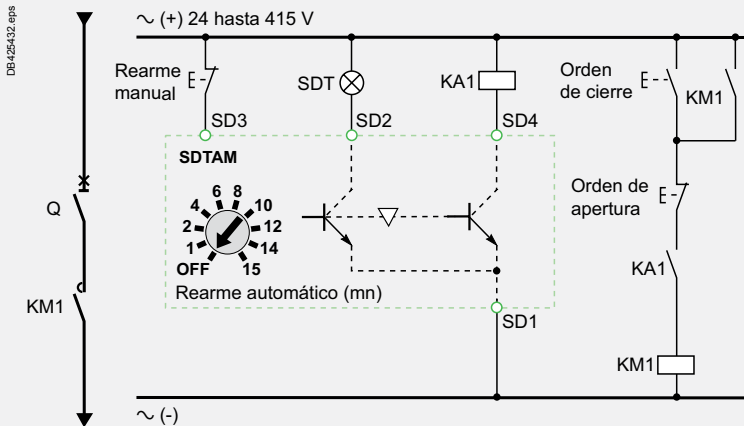 DB425432.eps
∼ (+) 24 hasta 415 V
Rearme
manual
SDT
KA1
Orden
de cierre
KM1
SD3
SD2
SD4
SDTAM
Q
6 8
4 10
2 12
1 14
OFF 15
Rearme automático (mn)
Orden de
apertura
KA1
KM1
SD1
KM1
∼ (-)